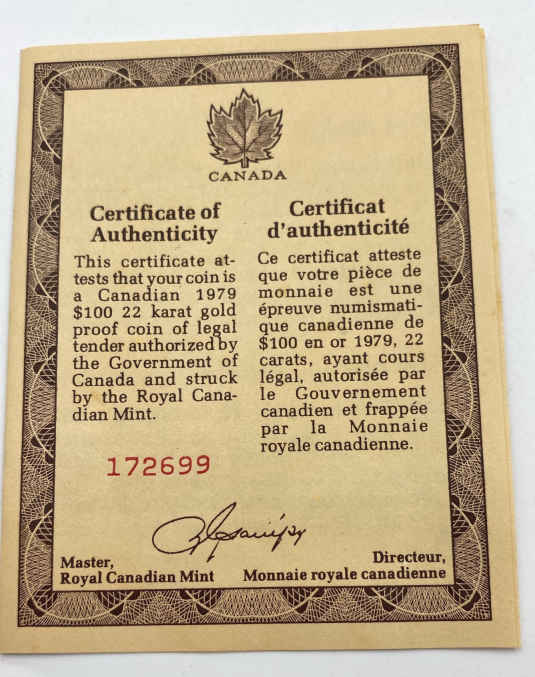 CANADA
Certificate of
Authenticity
This certificate at-
tests that your coin is
a Canadian 1979
$100 22 karat gold
proof coin of legal
tender authorized by
the Government of
Canada and struck
by the Royal Cana-
dian Mint.
172699
Certificat
d'authenticité
Ce certificat atteste
que votre pièce de
monnaie est une
épreuve numismati-
que canadienne de
$100 en or 1979, 22
carats, ayant cours
légal, autorisée par
le Gouvernement
canadien et frappée
par la Monnaie
royale canadienne.
Master,
Royal Canadian Mint
Directeur,
Monnaie royale canadienne